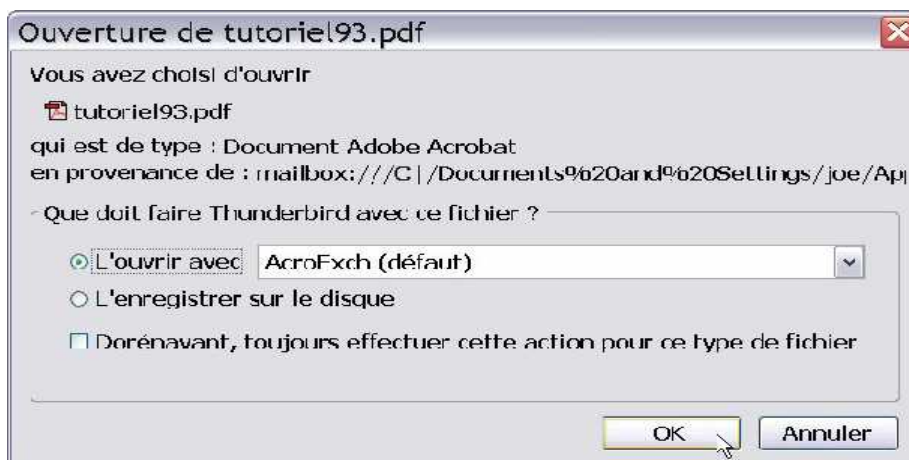 Ouverture de tutoriel93.pdf
Vous avez choisi d'ouvrir
tutoriel93.pdf
qui est de type : Document Adobe Acrobat
en provenance de : mailbox:///C|/Documents%20and%20Settings/joe/App
Que doit faire Thunderbird avec ce fichier ?
L'ouvrir avec AcroExch (défaut)
L'enregistrer sur le disque
Dorénavant, toujours effectuer cette action pour ce type de fichier
OK Annuler